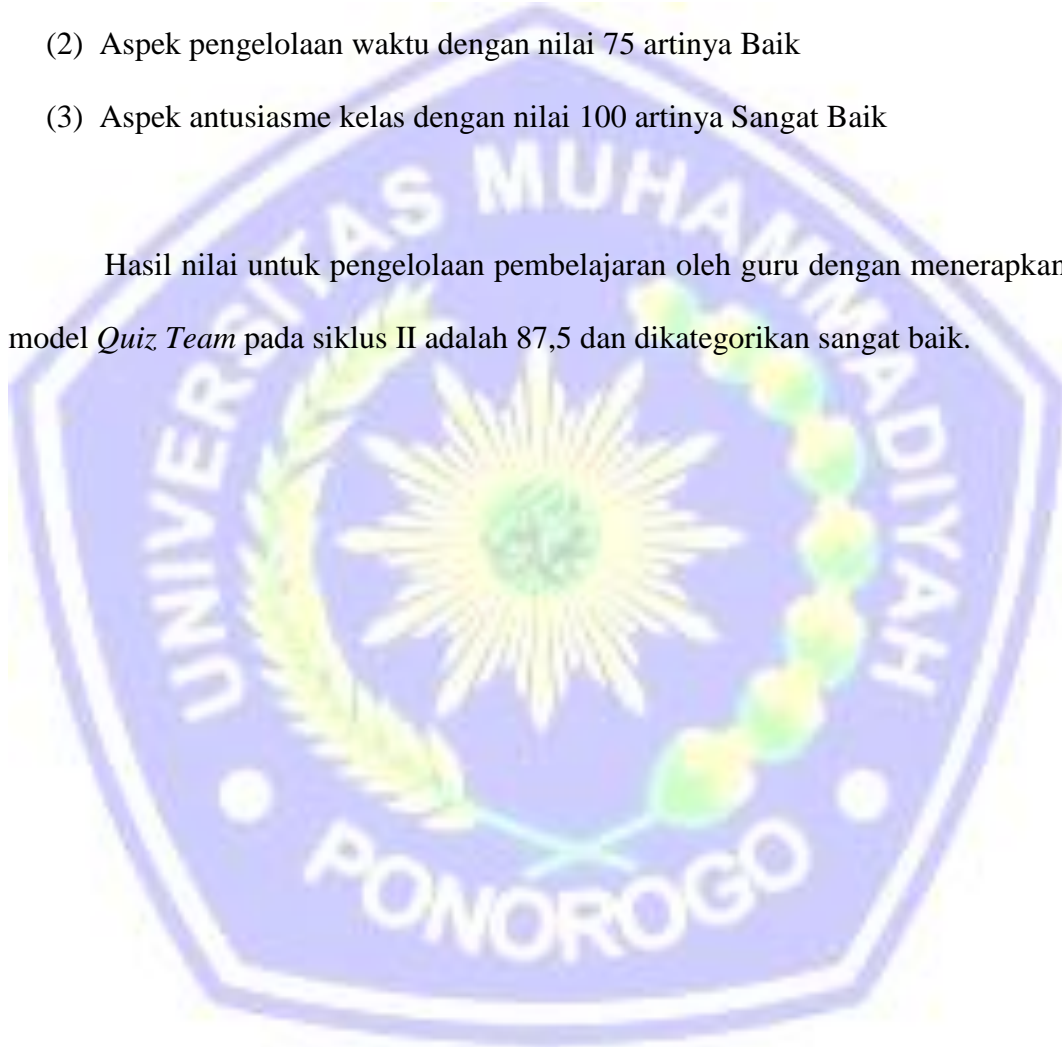 (2) Aspek pengelolaan waktu dengan nilai 75 artinya Baik
(3) Aspek antusiasme kelas dengan nilai 100 artinya Sangat Baik
Hasil nilai untuk pengelolaan pembelajaran oleh guru dengan menerapkan
model Quiz Team pada siklus II adalah 87,5 dan dikategorikan sangat baik.
UNIVERSITAS MUHAMMADIYAH
PONOROGO